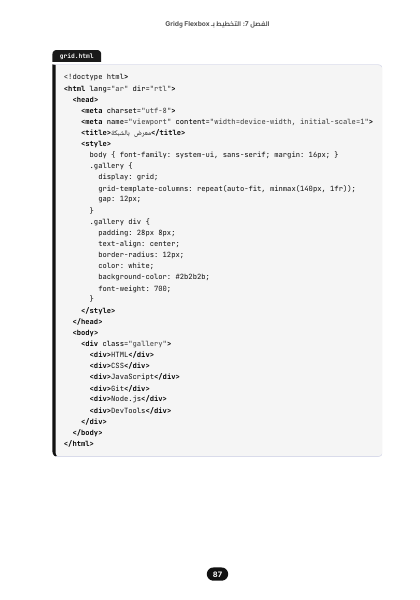 الفصل 7: التخطيط بـ Flexbox وGrid
grid.html
<!doctype html>
<html lang="ar" dir="rtl">
<head>
<meta charset="utf-8">
<meta name="viewport" content="width=device-width, initial-scale=1">
<title>معرض بالشبكة</title>
<style>
body { font-family: system-ui, sans-serif; margin: 16px; }
.gallery {
display: grid;
grid-template-columns: repeat(auto-fit, minmax(140px, 1fr));
gap: 12px;
}
.gallery div {
padding: 28px 8px;
text-align: center;
border-radius: 12px;
color: white;
background-color: #2b2b2b;
font-weight: 700;
}
</style>
</head>
<body>
<div class="gallery">
<div>HTML</div>
<div>CSS</div>
<div>JavaScript</div>
<div>Git</div>
<div>Node.js</div>
<div>DevTools</div>
</div>
</body>
</html>
87